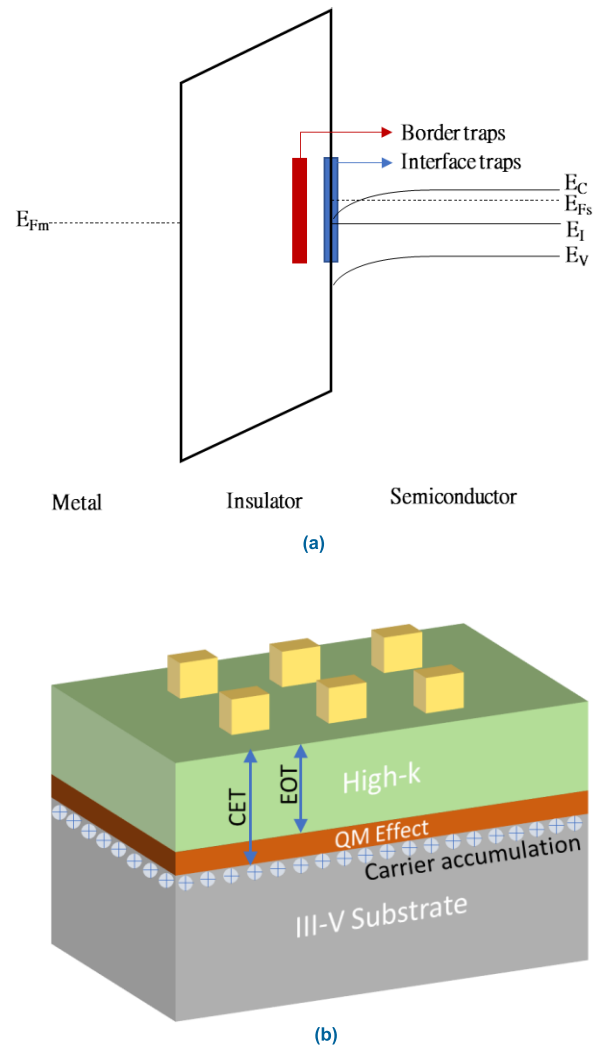 Border traps
Interface traps
E_C
E_Fs
E_Fm
E_I
E_V
Metal
Insulator
Semiconductor
(a)
High-k
CET
EOT
QM Effect
Carrier accumulation
III-V Substrate
(b)